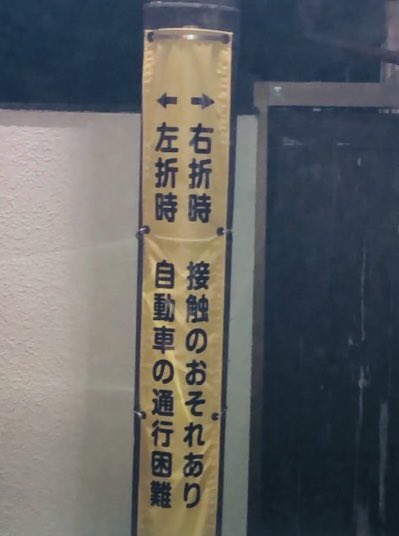 →右折時 接触のおそれあり
←左折時 自動車の通行困難